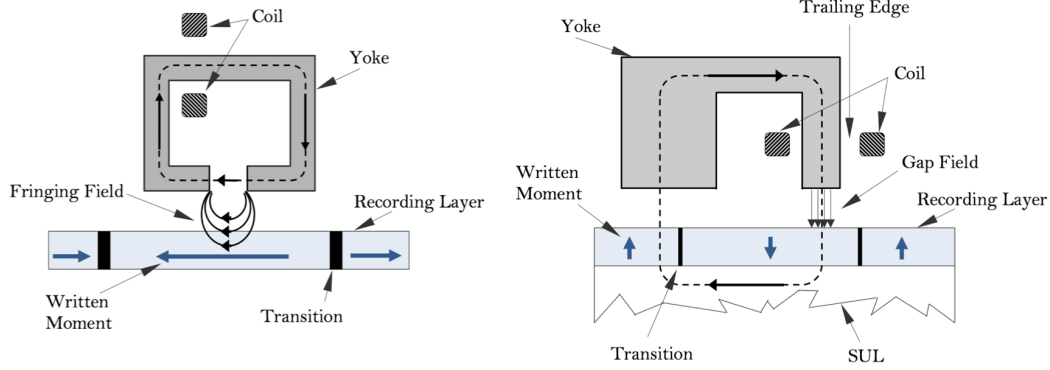 Coil
Yoke
Fringing Field
Recording Layer
Written
Moment
Transition
Trailing Edge
Yoke
Coil
Written
Moment
Gap Field
Recording Layer
Transition
SUL